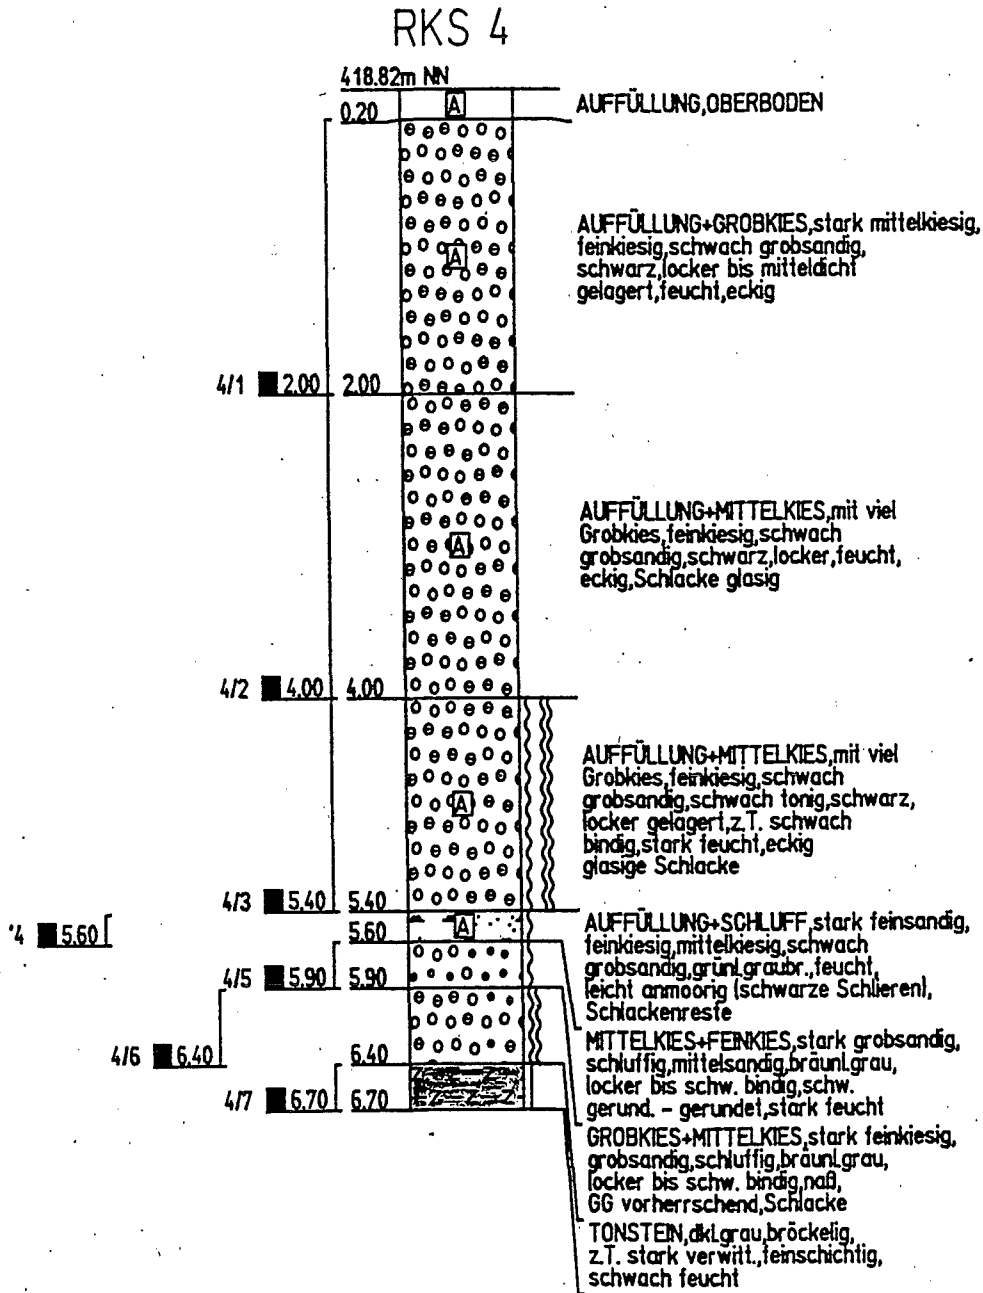 RKS 4
418.82m NN
A
AUFFÜLLUNG,OBERBODEN
0.20
AUFFÜLLUNG+GROBKIES,stark mittelkiesig,
feinkiesig,schwach grobsandig,
schwarz,locker bis mitteldicht
gelagert,feucht,eckig
A
4/1 2.00 2.00
AUFFÜLLUNG+MITTELKIES,mit viel
Grobkies,feinkiesig,schwach
grobsandig,schwarz,locker,feucht,
eckig,Schlacke glasig
A
4/2 4.00 4.00
AUFFÜLLUNG+MITTELKIES,mit viel
Grobkies,feinkiesig,schwach
grobsandig,schwach tonig,schwarz,
locker gelagert,z.T. schwach
bindig,stark feucht,eckig
glasige Schlacke
A
4/3 5.40 5.40
A
'4 5.60 5.60
AUFFÜLLUNG+SCHLUFF,stark feinsandig,
feinkiesig,mittelkiesig,schwach
grobsandig,grünl.graubr.,feucht,
leicht anmoorig (schwarze Schlieren),
Schlackenreste
4/5 5.90 5.90
MITTELKIES+FEINKIES,stark grobsandig,
schluffig,mittelsandig,bräunl.grau,
locker bis schw. bindig,schw.
gerund. - gerundet,stark feucht
4/6 6.40 6.40
GROBKIES+MITTELKIES,stark feinkiesig,
grobsandig,schluffig,bräunl.grau,
locker bis schw. bindig,naß,
GG vorherrschend,Schlacke
4/7 6.70 6.70
TONSTEIN,dkl.grau,bröckelig,
z.T. stark verwitt.,feinschichtig,
schwach feucht